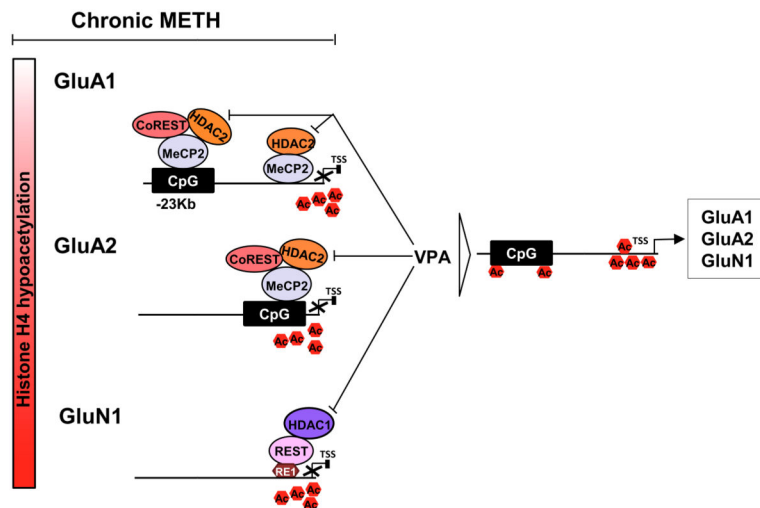 Chronic METH
Histone H4 hypoacetylation
GluA1
CoREST
HDAC2
MeCP2
CpG
-23Kb
HDAC2
MeCP2
TSS
Ac Ac Ac
Ac
GluA2
CoREST
HDAC2
MeCP2
CpG
TSS
Ac Ac Ac
Ac
GluN1
HDAC1
REST
RE1
TSS
Ac Ac Ac
Ac
VPA
CpG
Ac Ac
Ac TSS
Ac Ac Ac
GluA1
GluA2
GluN1